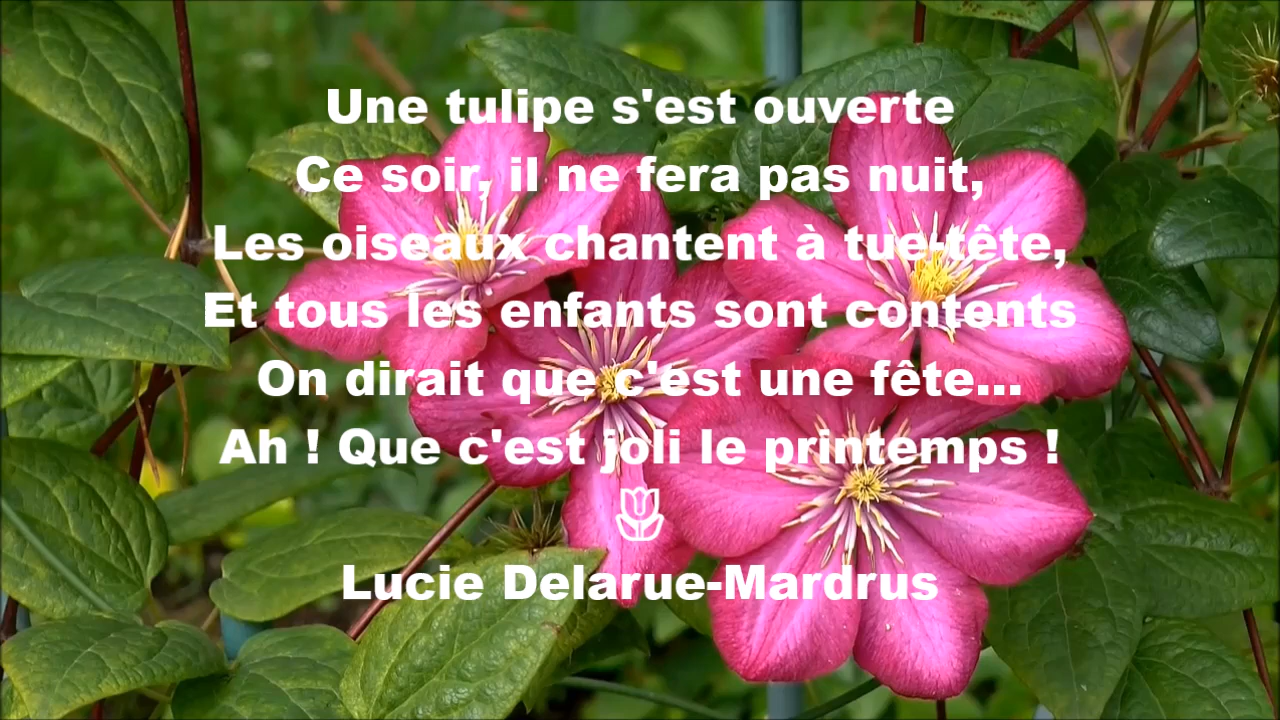 Une tulipe s'est ouverte
Ce soir, il ne fera pas nuit,
Les oiseaux chantent à tue-tête,
Et tous les enfants sont contents
On dirait que c'est une fête...
Ah ! Que c'est joli le printemps !
🌷
Lucie Delarue-Mardrus